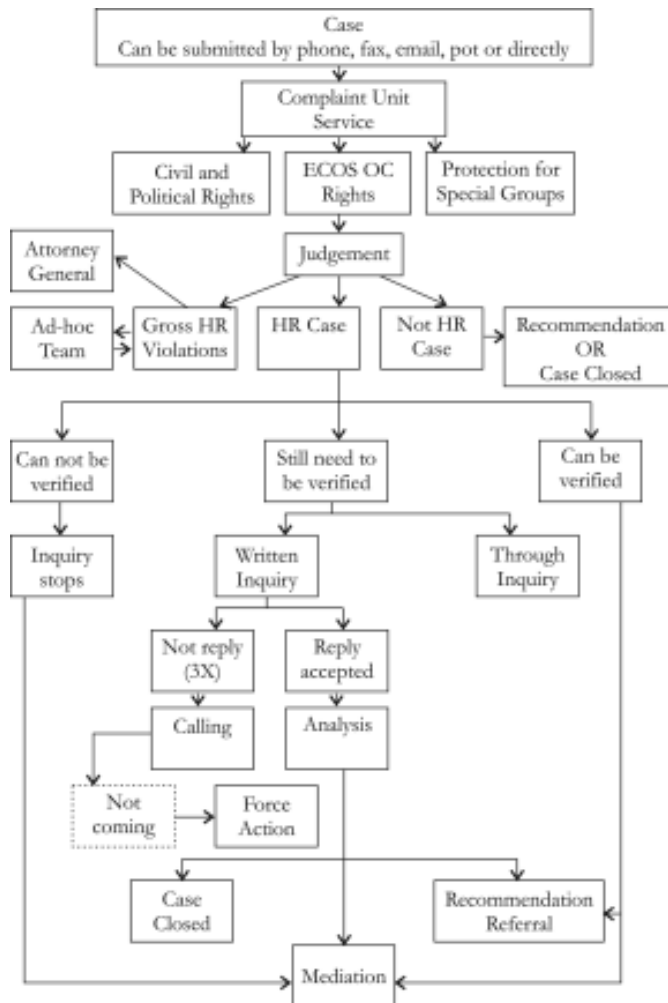 Case
Can be submitted by phone, fax, email, pot or directly
Complaint Unit
Service
Civil and
Political Rights
ECOS OC
Rights
Protection for
Special Groups
Judgement
Attorney
General
Ad-hoc
Team
Gross HR
Violations
HR Case
Not HR
Case
Recommendation
OR
Case Closed
Can not be
verified
Still need to
be verified
Can be
verified
Inquiry
stops
Written
Inquiry
Through
Inquiry
Not reply
(3X)
Reply
accepted
Calling
Analysis
Not
coming
Force
Action
Case
Closed
Recommendation
Referral
Mediation